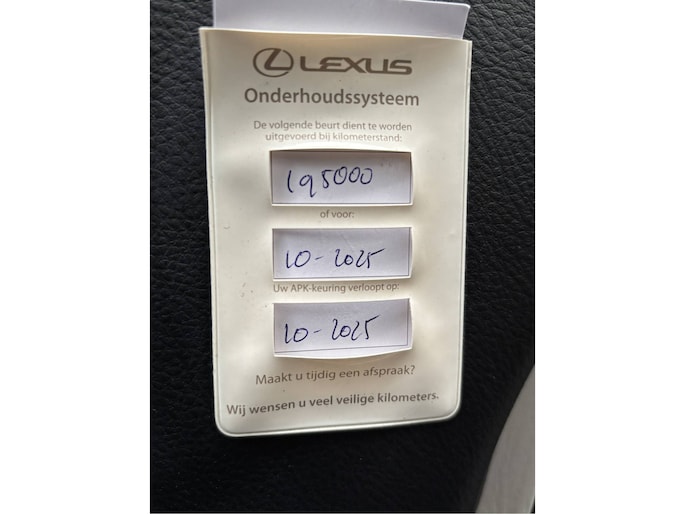 LEXUS
Onderhoudssysteem
De volgende beurt dient te worden
uitgevoerd bij kilometerstand:
195000
of voor:
10-2025
Uw APK-keuring verloopt op:
10-2025
Maakt u tijdig een afspraak?
Wij wensen u veel veilige kilometers.